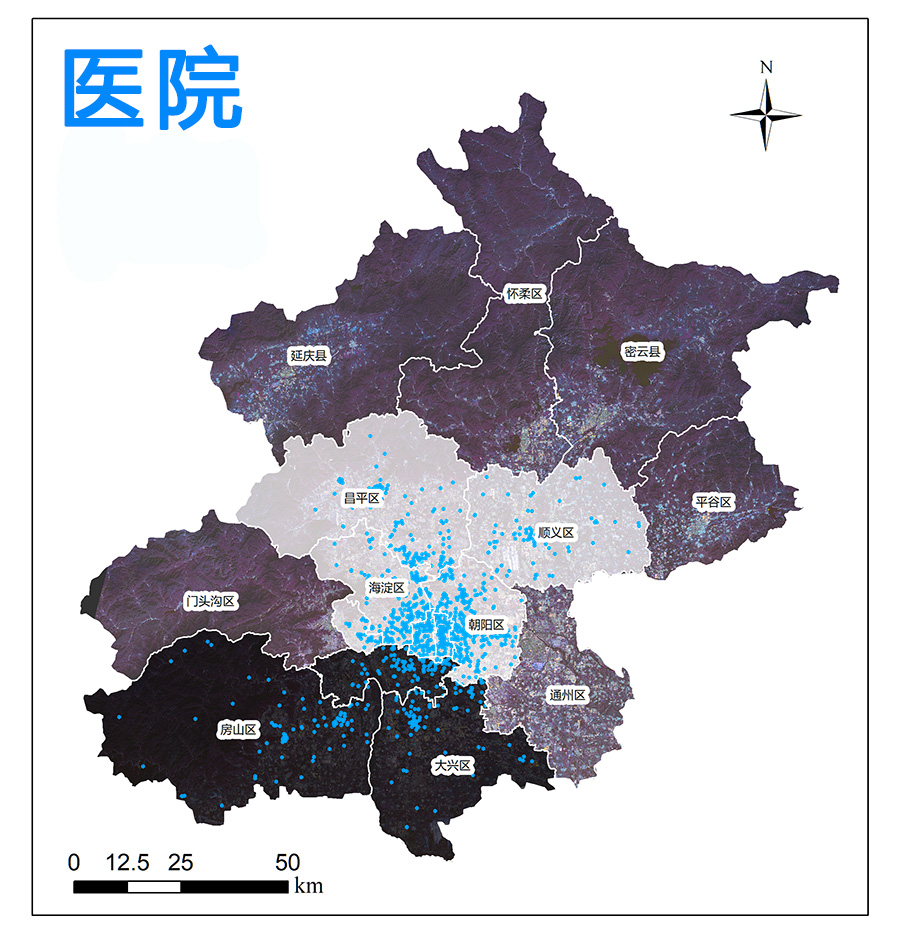 医院
N
怀柔区
延庆县
密云县
昌平区
平谷区
顺义区
海淀区
门头沟区
朝阳区
通州区
房山区
大兴区
0 12.5 25 50
km